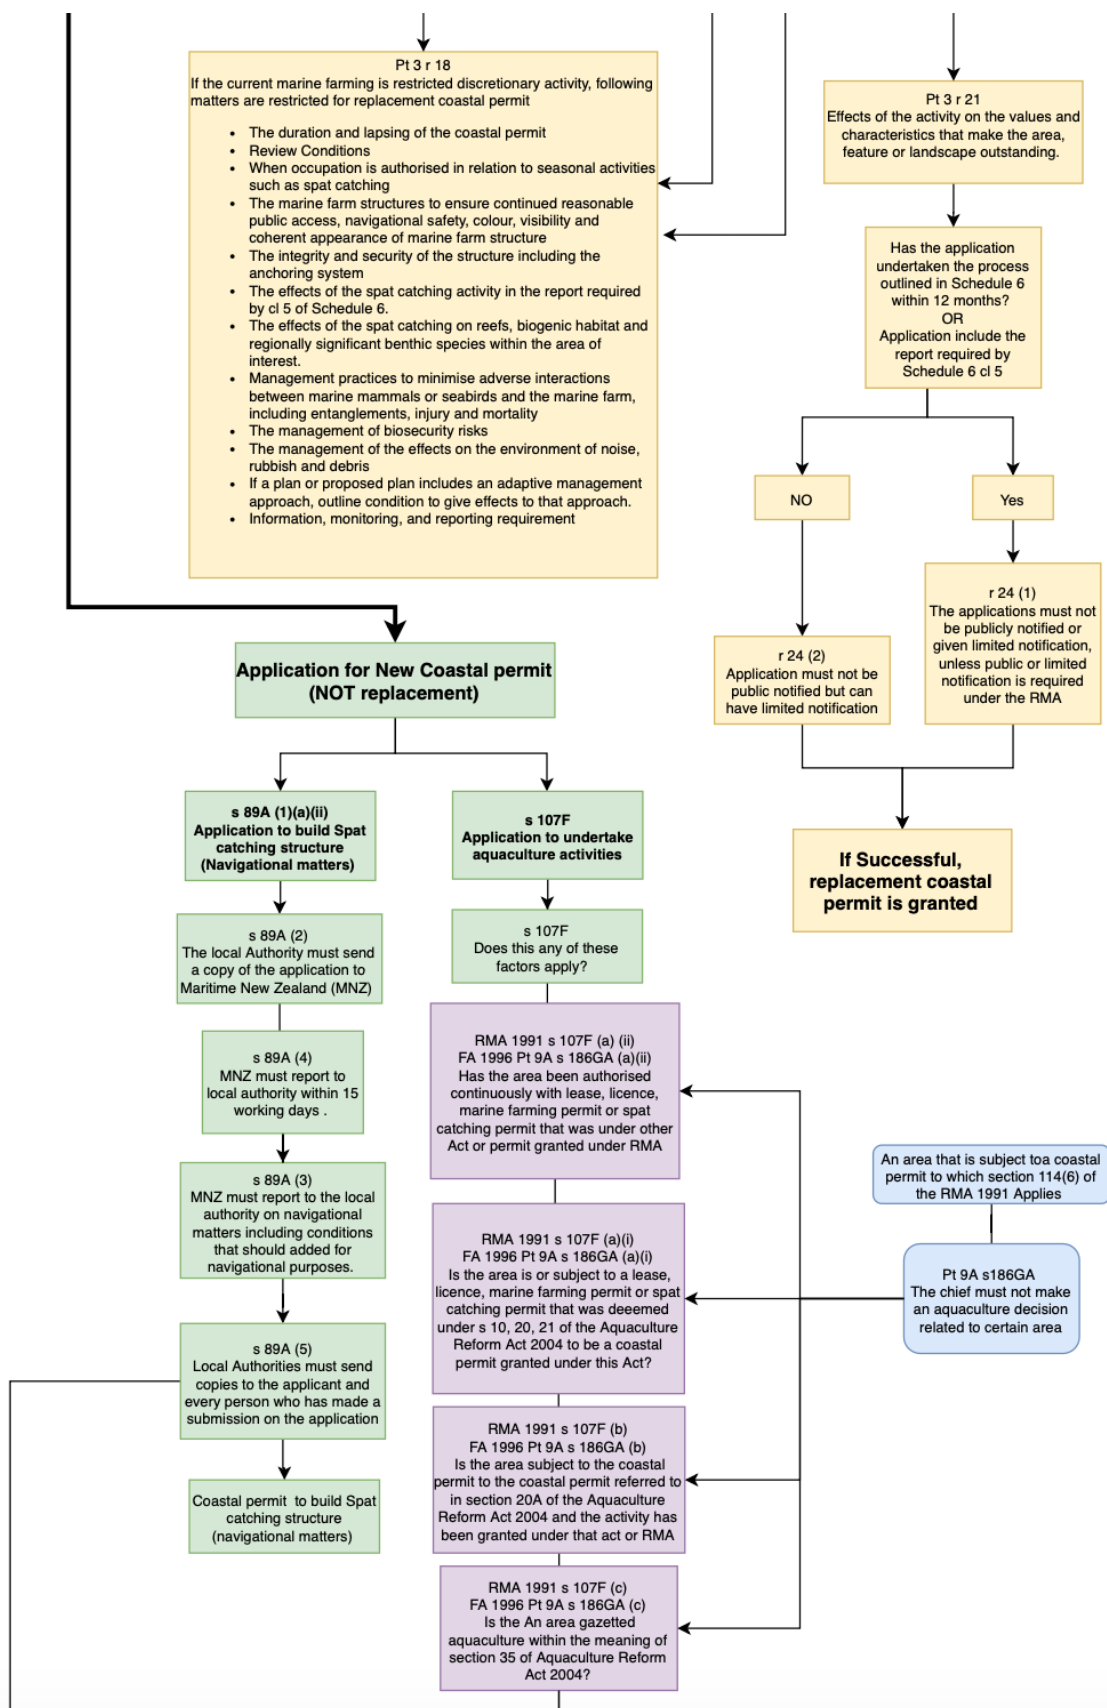 Pt 3 r 18
If the current marine farming is restricted discretionary activity, following
matters are restricted for replacement coastal permit
• The duration and lapsing of the coastal permit
• Review Conditions
• When occupation is authorised in relation to seasonal activities
such as spat catching
• The marine farm structures to ensure continued reasonable
public access, navigational safety, colour, visibility and
coherent appearance of marine farm structure
• The integrity and security of the structure including the
anchoring system
• The effects of the spat catching activity in the report required
by cl 5 of Schedule 6.
• The effects of the spat catching on reefs, biogenic habitat and
regionally significant benthic species within the area of
interest.
• Management practices to minimise adverse interactions
between marine mammals or seabirds and the marine farm,
including entanglements, injury and mortality
• The management of biosecurity risks
• The management of the effects on the environment of noise,
rubbish and debris
• If a plan or proposed plan includes an adaptive management
approach, outline condition to give effects to that approach.
• Information, monitoring, and reporting requirement
Pt 3 r 21
Effects of the activity on the values and
characteristics that make the area,
feature or landscape outstanding.
Has the application
undertaken the process
outlined in Schedule 6
within 12 months?
OR
Application include the
report required by
Schedule 6 cl 5
NO
Yes
r 24 (2)
Application must not be
public notified but can
have limited notification
r 24 (1)
The applications must not
be publicly notified or
given limited notification,
unless public or limited
notification is required
under the RMA
If Successful,
replacement coastal
permit is granted
Application for New Coastal permit
(NOT replacement)
s 89A (1)(a)(ii)
Application to build Spat
catching structure
(Navigational matters)
s 89A (2)
The local Authority must send
a copy of the application to
Maritime New Zealand (MNZ)
s 89A (4)
MNZ must report to
local authority within 15
working days .
s 89A (3)
MNZ must report to the local
authority on navigational
matters including conditions
that should added for
navigational purposes.
s 89A (5)
Local Authorities must send
copies to the applicant and
every person who has made a
submission on the application
Coastal permit to build Spat
catching structure
(navigational matters)
s 107F
Application to undertake
aquaculture activities
s 107F
Does this any of these
factors apply?
RMA 1991 s 107F (a) (ii)
FA 1996 Pt 9A s 186GA (a)(ii)
Has the area been authorised
continuously with lease, licence,
marine farming permit or spat
catching permit that was under other
Act or permit granted under RMA
RMA 1991 s 107F (a)(i)
FA 1996 Pt 9A s 186GA (a)(i)
Is the area is or subject to a lease,
licence, marine farming permit or spat
catching permit that was deeemed
under s 10, 20, 21 of the Aquaculture
Reform Act 2004 to be a coastal
permit granted under this Act?
RMA 1991 s 107F (b)
FA 1996 Pt 9A s 186GA (b)
Is the area subject to the coastal
permit to the coastal permit referred to
in section 20A of the Aquaculture
Reform Act 2004 and the activity has
been granted under that act or RMA
RMA 1991 s 107F (c)
FA 1996 Pt 9A s 186GA (c)
Is the An area gazetted
aquaculture within the meaning of
section 35 of Aquaculture Reform
Act 2004?
An area that is subject toa coastal
permit to which section 114(6) of
the RMA 1991 Applies
Pt 9A s186GA
The chief must not make
an aquaculture decision
related to certain area